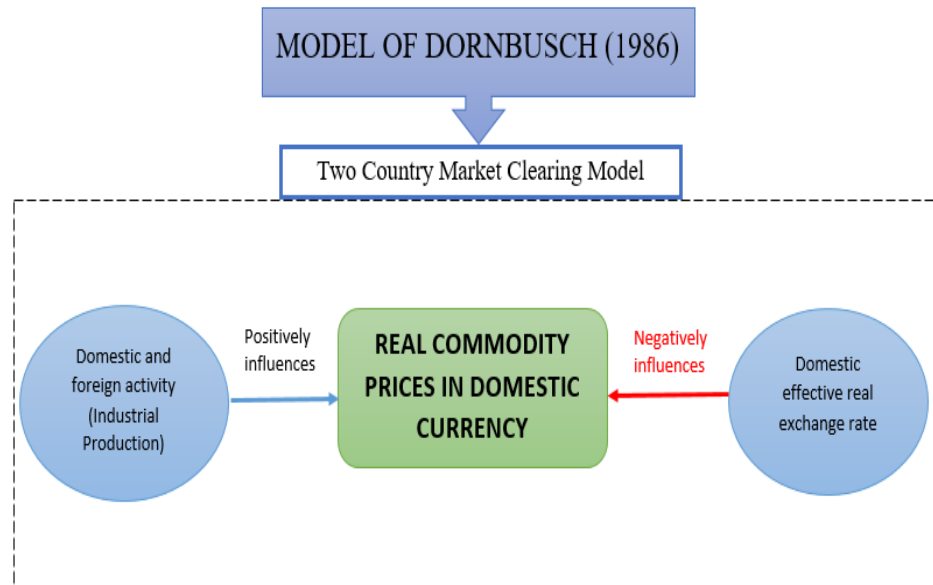 MODEL OF DORNBUSCH (1986)
Two Country Market Clearing Model
Domestic and
foreign activity
(Industrial
Production)
Positively
influences
REAL COMMODITY
PRICES IN DOMESTIC
CURRENCY
Negatively
influences
Domestic
effective real
exchange rate